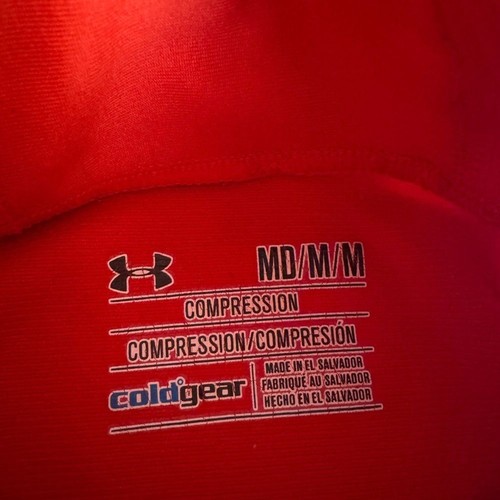 MD/M/M
COMPRESSION
COMPRESSION/COMPRESIÓN
coldgear
MADE IN EL SALVADOR
FABRIQUÉ AU SALVADOR
HECHO EN EL SALVADOR